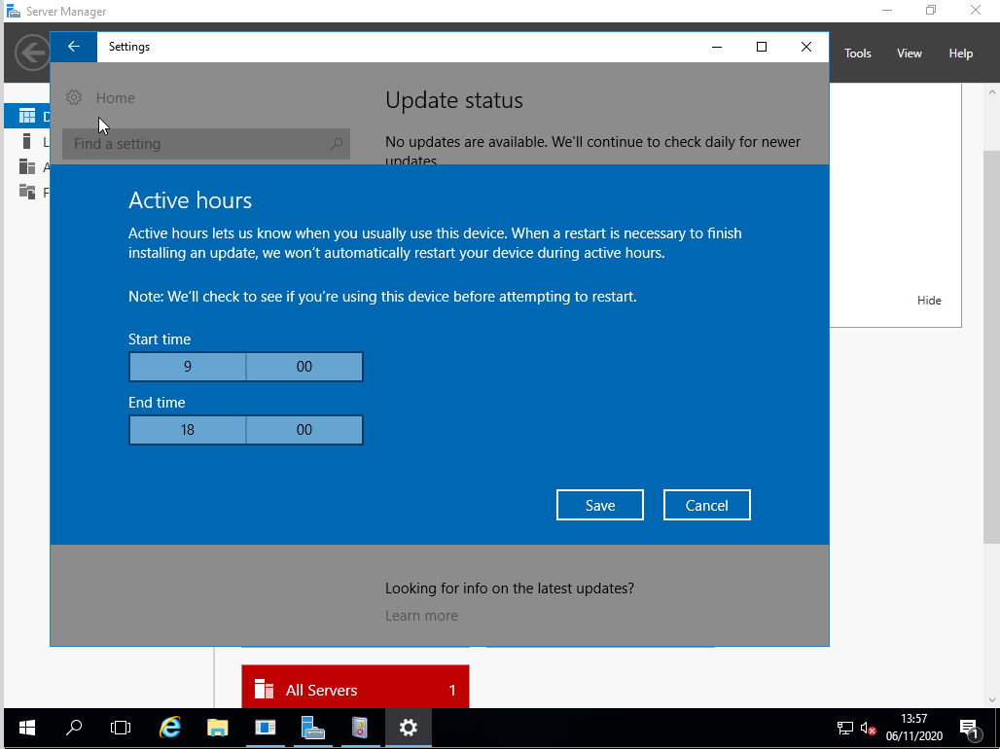 Server Manager
Settings
Tools
View
Help
Home
Find a setting
Update status
No updates are available. We'll continue to check daily for newer
updates.
D
L
A
F
Active hours
Active hours lets us know when you usually use this device. When a restart is necessary to finish
installing an update, we won’t automatically restart your device during active hours.
Note: We’ll check to see if you’re using this device before attempting to restart.
Hide
Start time
9
00
End time
18
00
Save
Cancel
Looking for info on the latest updates?
Learn more
All Servers
1
13:57
06/11/2020
1